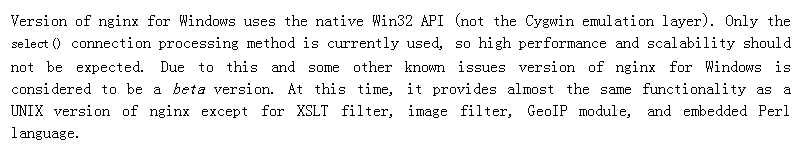 Version of nginx for Windows uses the native Win32 API (not the Cygwin emulation layer). Only the
select() connection processing method is currently used, so high performance and scalability should
not be expected. Due to this and some other known issues version of nginx for Windows is
considered to be a beta version. At this time, it provides almost the same functionality as a
UNIX version of nginx except for XSLT filter, image filter, GeoIP module, and embedded Perl
language.